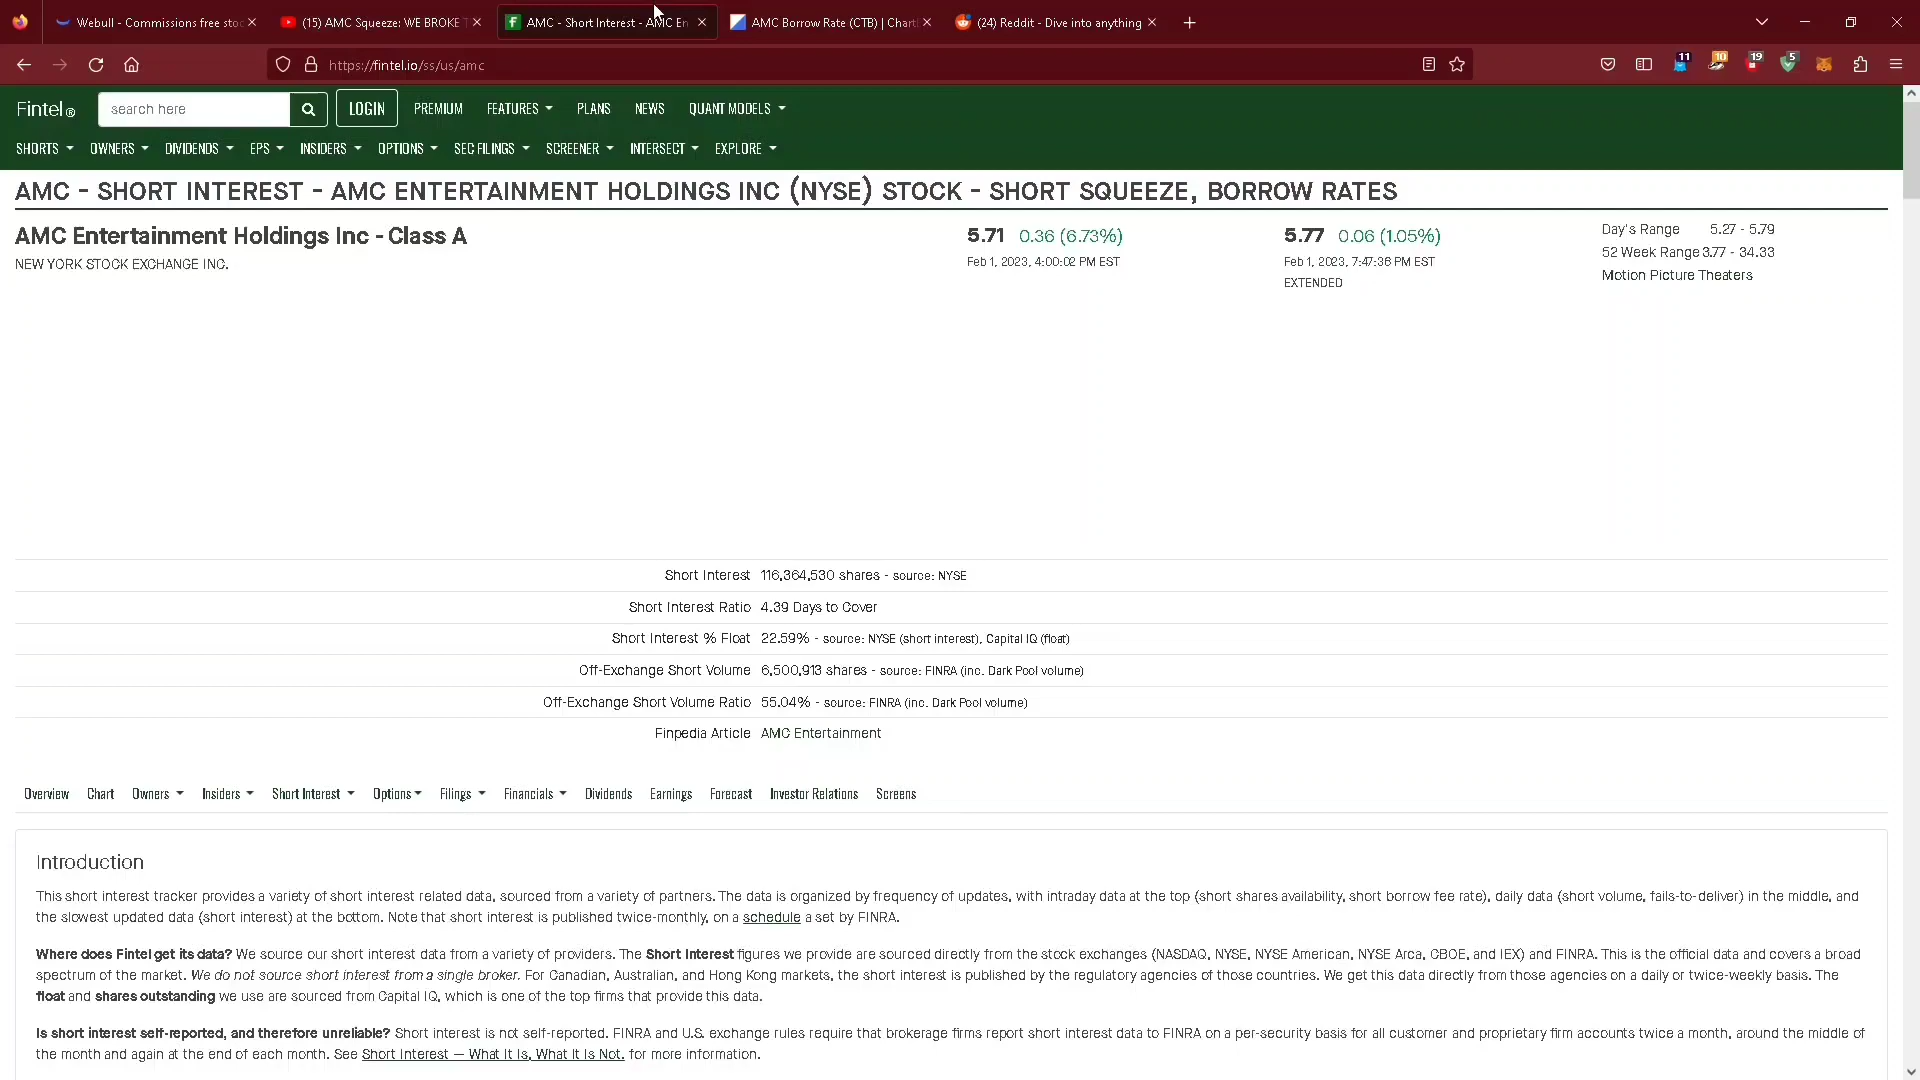 Webull - Commissions free stoc
(15) AMC Squeeze: WE BROKE T
AMC - Short Interest - AMC En
AMC Borrow Rate (CTB) | Chart
(24) Reddit - Dive into anything
https://fintel.io/ss/us/amc
11
10
19
5
Fintel ®
search here
LOGIN
PREMIUM
FEATURES
PLANS
NEWS
QUANT MODELS
SHORTS
OWNERS
DIVIDENDS
EPS
INSIDERS
OPTIONS
SEC FILINGS
SCREENER
INTERSECT
EXPLORE
AMC - SHORT INTEREST - AMC ENTERTAINMENT HOLDINGS INC (NYSE) STOCK - SHORT SQUEEZE, BORROW RATES
AMC Entertainment Holdings Inc - Class A
NEW YORK STOCK EXCHANGE INC.
5.71 0.36 (6.73%)
Feb 1, 2023, 4:00:02 PM EST
5.77 0.06 (1.05%)
Feb 1, 2023, 7:47:36 PM EST
EXTENDED
Day's Range 5.27 - 5.79
52 Week Range 3.77 - 34.33
Motion Picture Theaters
Short Interest 116,364,530 shares - source: NYSE
Short Interest Ratio 4.39 Days to Cover
Short Interest % Float 22.59% - source: NYSE (short interest), Capital IQ (float)
Off-Exchange Short Volume 6,500,913 shares - source: FINRA (inc. Dark Pool volume)
Off-Exchange Short Volume Ratio 55.04% - source: FINRA (inc. Dark Pool volume)
Finpedia Article AMC Entertainment
Overview
Chart
Owners
Insiders
Short Interest
Options
Filings
Financials
Dividends
Earnings
Forecast
Investor Relations
Screens
Introduction
This short interest tracker provides a variety of short interest related data, sourced from a variety of partners. The data is organized by frequency of updates, with intraday data at the top (short shares availability, short borrow fee rate), daily data (short volume, fails-to-deliver) in the middle, and
the slowest updated data (short interest) at the bottom. Note that short interest is published twice-monthly, on a schedule a set by FINRA.
Where does Fintel get its data? We source our short interest data from a variety of providers. The Short Interest figures we provide are sourced directly from the stock exchanges (NASDAQ, NYSE, NYSE American, NYSE Arca, CBOE, and IEX) and FINRA. This is the official data and covers a broad
spectrum of the market. We do not source short interest from a single broker. For Canadian, Australian, and Hong Kong markets, the short interest is published by the regulatory agencies of those countries. We get this data directly from those agencies on a daily or twice-weekly basis. The
float and shares outstanding we use are sourced from Capital IQ, which is one of the top firms that provide this data.
Is short interest self-reported, and therefore unreliable? Short interest is not self-reported. FINRA and U.S. exchange rules require that brokerage firms report short interest data to FINRA on a per-security basis for all customer and proprietary firm accounts twice a month, around the middle of
the month and again at the end of each month. See Short Interest — What It Is, What It Is Not. for more information.